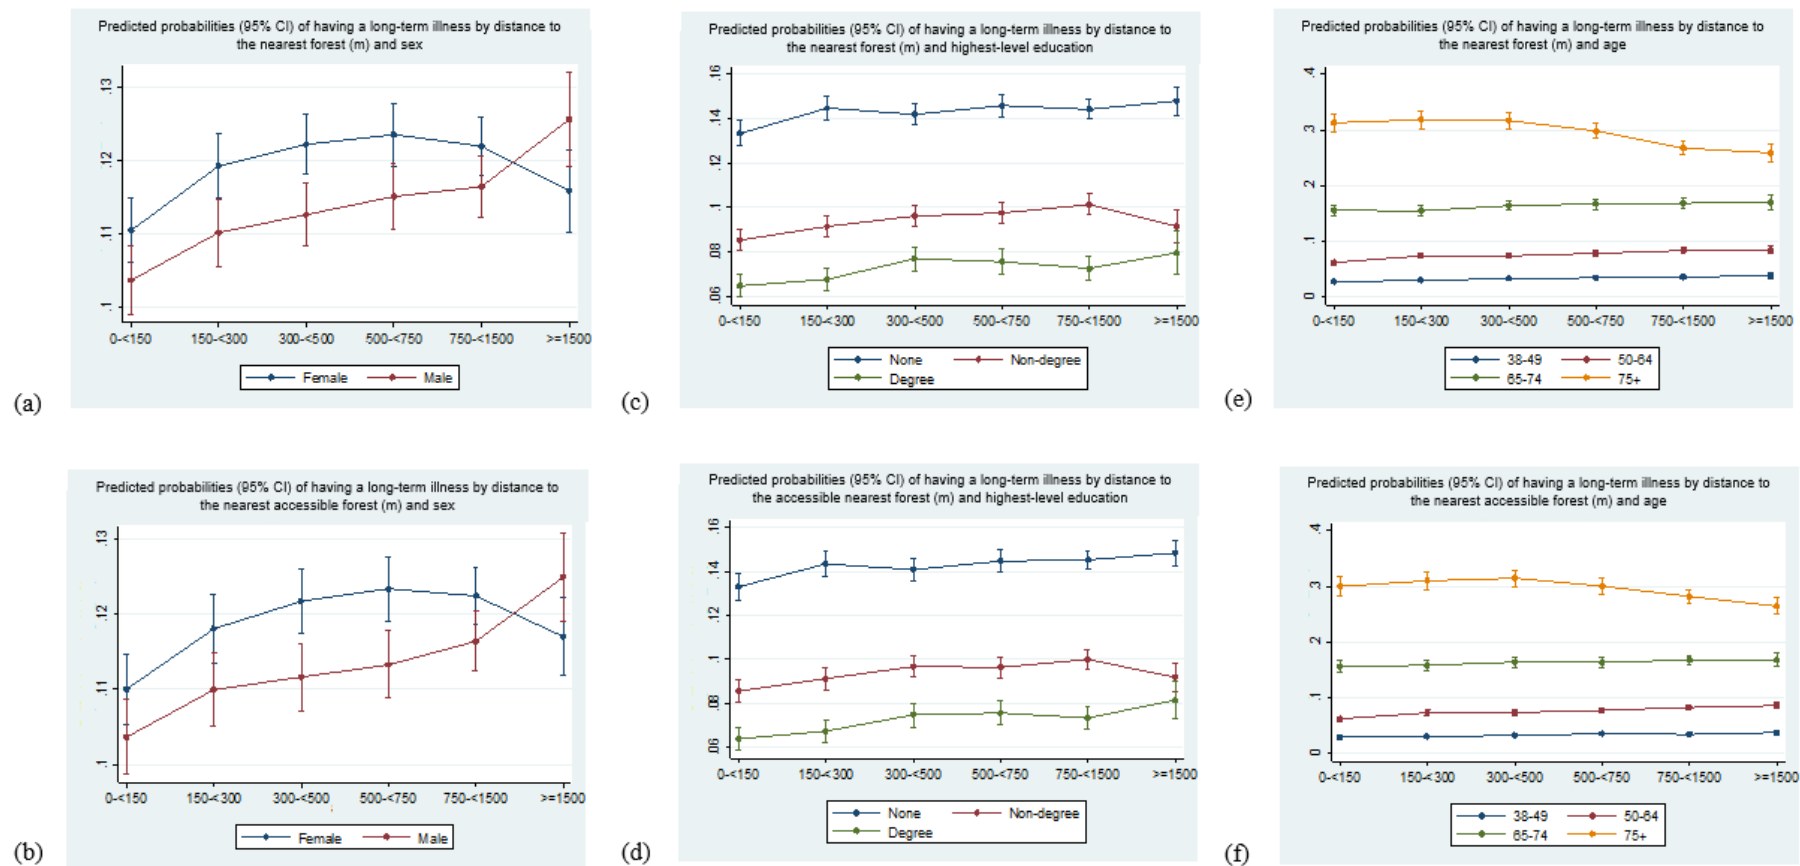 Predicted probabilities (95% CI) of having a long-term illness by distance to
the nearest forest (m) and sex
.13
.12
.11
.1
0-<150 150-<300 300-<500 500-<750 750-<1500 >=1500
Female Male
(a)
Predicted probabilities (95% CI) of having a long-term illness by distance to
the nearest forest (m) and highest-level education
.16
.14
.12
.1
.08
.06
0-<150 150-<300 300-<500 500-<750 750-<1500 >=1500
None Non-degree
Degree
(c)
Predicted probabilities (95% CI) of having a long-term illness by distance to
the nearest forest (m) and age
.4
.3
.2
.1
0
0-<150 150-<300 300-<500 500-<750 750-<1500 >=1500
38-49 50-64
65-74 75+
(e)
Predicted probabilities (95% CI) of having a long-term illness by distance to
the nearest accessible forest (m) and sex
.13
.12
.11
.1
0-<150 150-<300 300-<500 500-<750 750-<1500 >=1500
Female Male
(b)
Predicted probabilities (95% CI) of having a long-term illness by distance to
the accessible nearest forest (m) and highest-level education
.16
.14
.12
.1
.08
.06
0-<150 150-<300 300-<500 500-<750 750-<1500 >=1500
None Non-degree
Degree
(d)
Predicted probabilities (95% CI) of having a long-term illness by distance to
the nearest accessible forest (m) and age
.4
.3
.2
.1
0
0-<150 150-<300 300-<500 500-<750 750-<1500 >=1500
38-49 50-64
65-74 75+
(f)